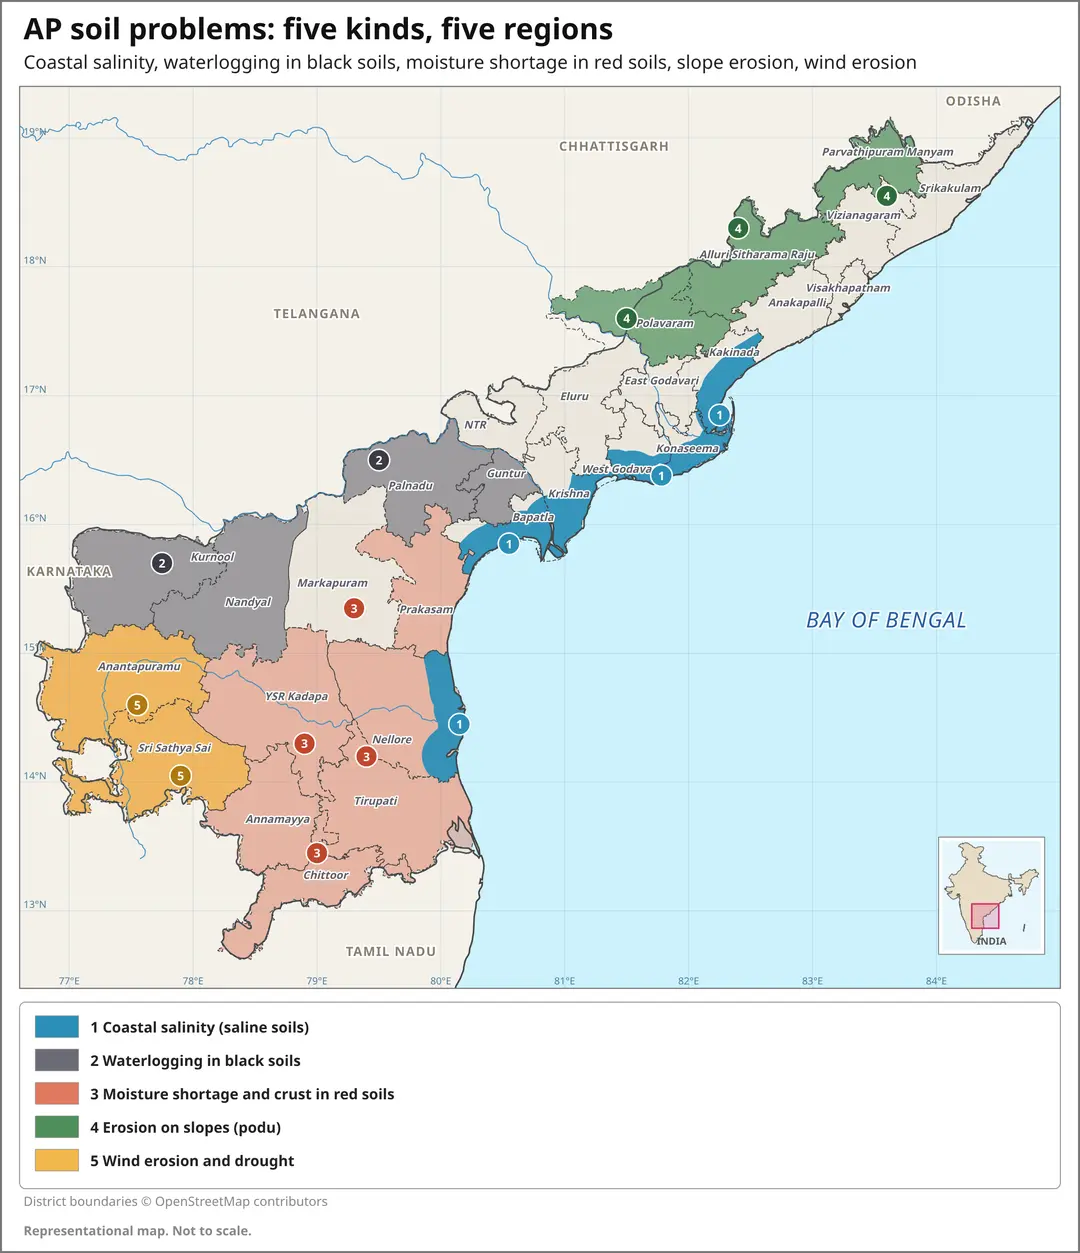 AP soil problems: five kinds, five regions
Coastal salinity, waterlogging in black soils, moisture shortage in red soils, slope erosion, wind erosion
ODISHA
19°N
CHHATTISGARH
Parvathipuram Manyam
Srikakulam
4
Vizianagaram
4
Alluri Sitharama Raju
18°N
Visakhapatnam
Anakapalli
TELANGANA
4
Polavaram
Kakinada
East Godavari
17°N
Eluru
1
NTR
Konaseema
2
West Godava
1
Guntur
Palnadu
Krishna
Bapatla
16°N
1
Kurnool
2
KARNATAKA
Markapuram
Nandyal
3
Prakasam
BAY OF BENGAL
15°N
Anantapuramu
YSR Kadapa
5
1
Nellore
3
Sri Sathya Sai
3
14°N
5
Tirupati
Annamayya
3
Chittoor
13°N
TAMIL NADU
INDIA
77°E
78°E
79°E
80°E
81°E
82°E
83°E
84°E
1 Coastal salinity (saline soils)
2 Waterlogging in black soils
3 Moisture shortage and crust in red soils
4 Erosion on slopes (podu)
5 Wind erosion and drought
District boundaries © OpenStreetMap contributors
Representational map. Not to scale.